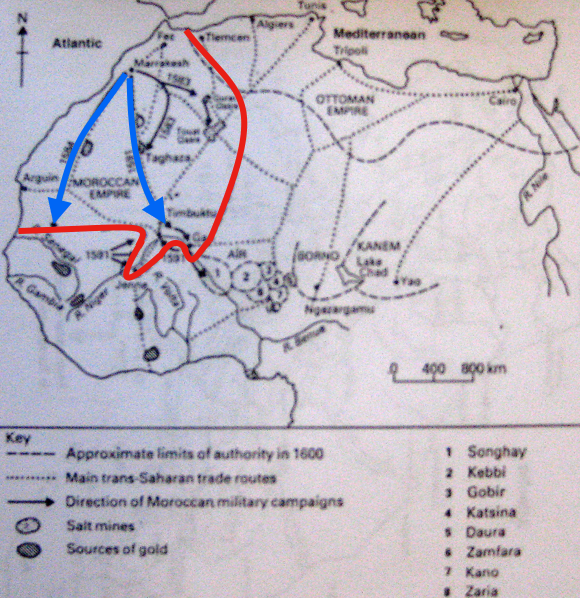 N
Tunis
Algiers
Mediterranean
Atlantic
Fez
Tlemcen
Tripoli
Marrakesh
1583
OTTOMAN
EMPIRE
Cairo
Touat
Oasis
1583
Taghaza
1584
1591
Arguin
MOROCCAN
EMPIRE
R. Nile
Timbuktu
R. Senegal
1591
1591
AÏR
BORNO
KANEM
Lake
Chad
Yao
1
2
3
4
R. Gambia
R. Niger
Jenne
R. Volta
Ngazargamu
R. Benue
0 400 800 km
Key
Approximate limits of authority in 1600
Main trans-Saharan trade routes
Direction of Moroccan military campaigns
Salt mines
Sources of gold
1 Songhay
2 Kebbi
3 Gobir
4 Katsina
5 Daura
6 Zamfara
7 Kano
8 Zaria